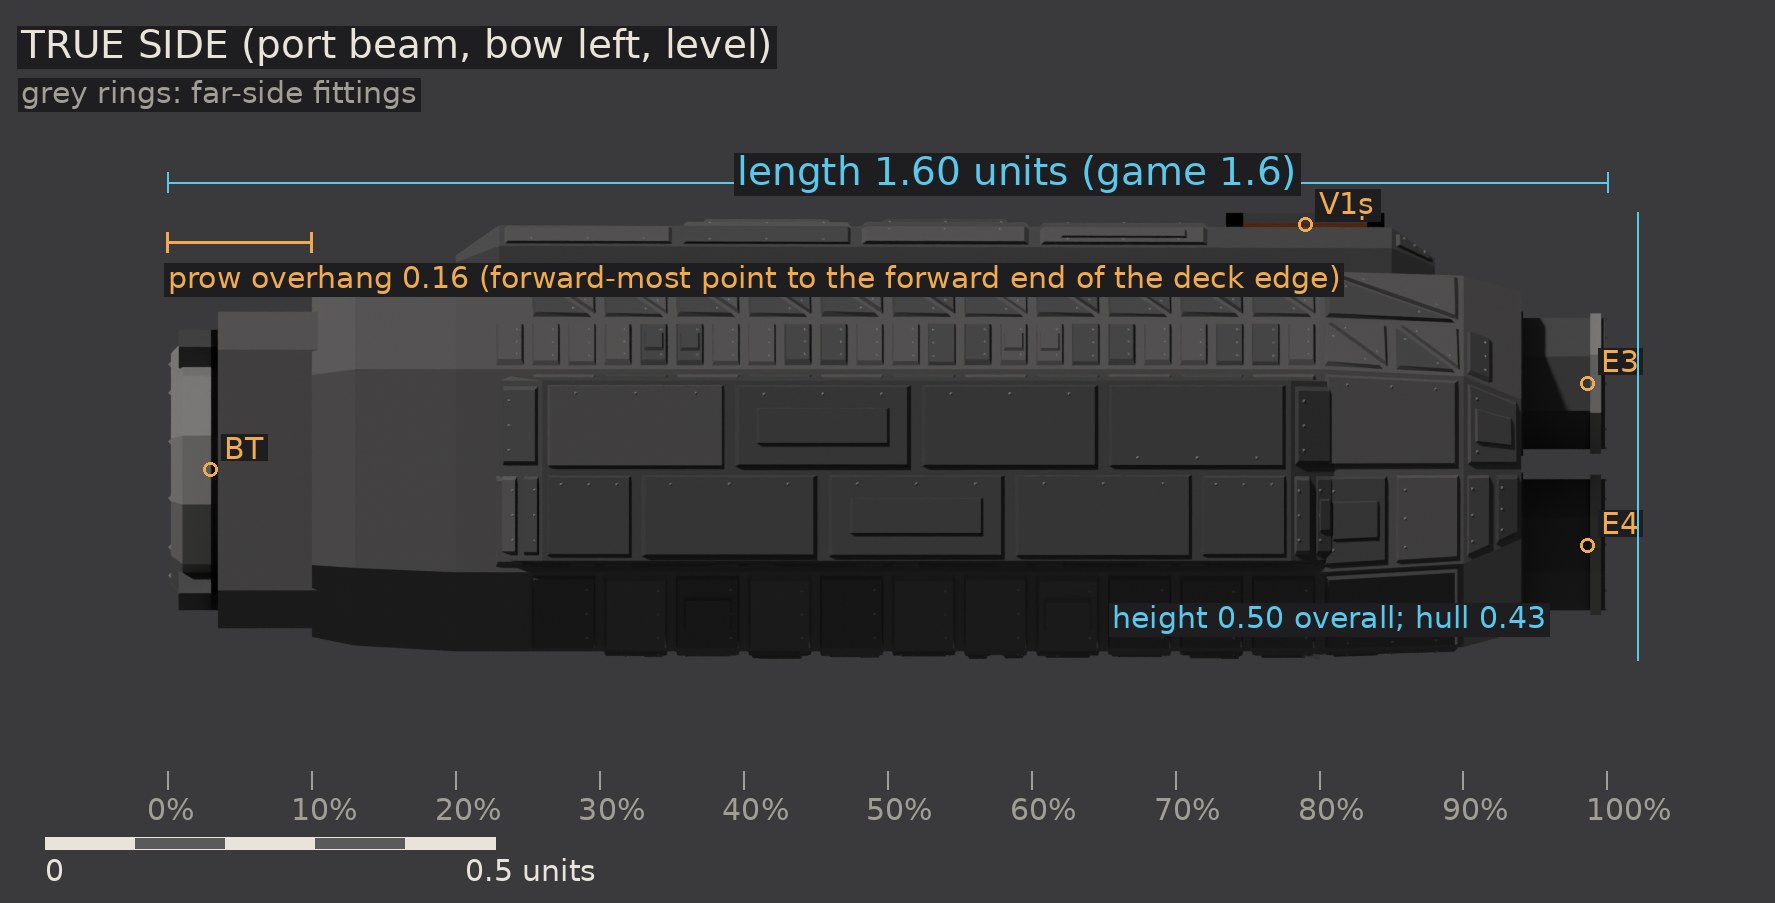 TRUE SIDE (port beam, bow left, level)
grey rings: far-side fittings
length 1.60 units (game 1.6)
V1s
prow overhang 0.16 (forward-most point to the forward end of the deck edge)
E3
BT
E4
height 0.50 overall; hull 0.43
0% 10% 20% 30% 40% 50% 60% 70% 80% 90% 100%
0 0.5 units